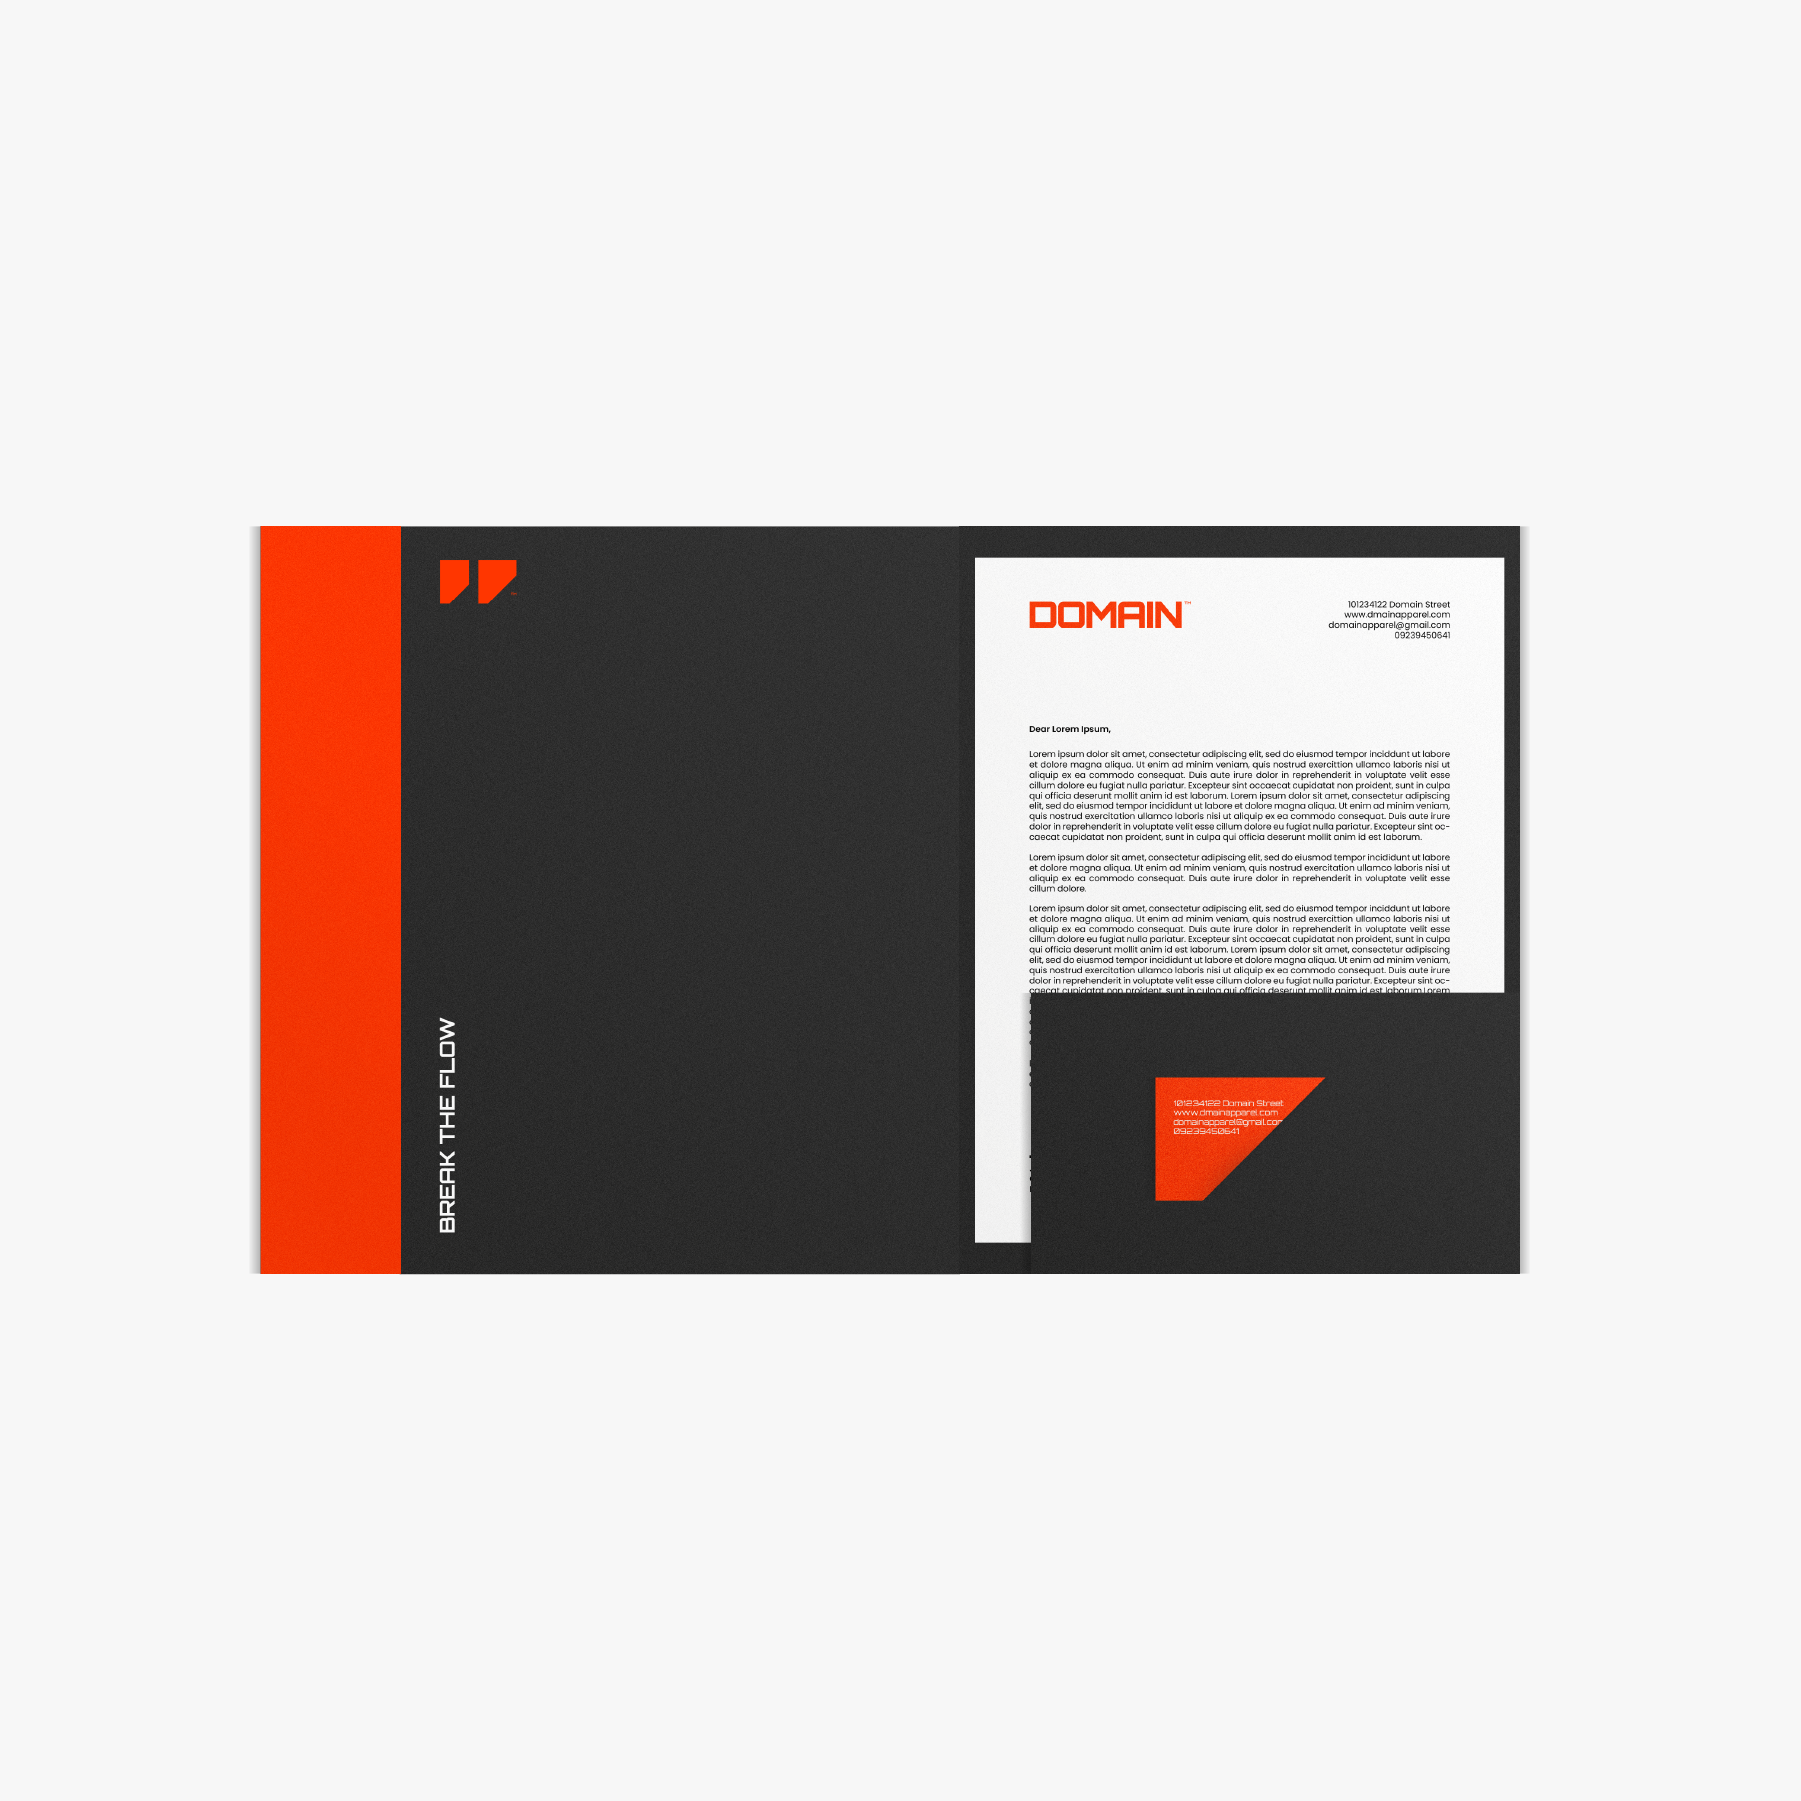 BREAK THE FLOW
DOMAIN™
101234122 Domain Street
www.dmainapparel.com
domainapparel@gmail.com
09239450641
Dear Lorem Ipsum,
Lorem ipsum dolor sit amet, consectetur adipiscing elit, sed do eiusmod tempor inciddunt ut labore
et dolore magna aliqua. Ut enim ad minim veniam, quis nostrud exercittion ullamco laboris nisi ut
aliquip ex ea commodo consequat. Duis aute irure dolor in reprehenderit in voluptate velit esse
cillum dolore eu fugiat nulla pariatur. Excepteur sint occaecat cupidatat non proident, sunt in culpa
qui officia deserunt mollit anim id est laborum. Lorem ipsum dolor sit amet, consectetur adipiscing
elit, sed do eiusmod tempor incididunt ut labore et dolore magna aliqua. Ut enim ad minim veniam,
quis nostrud exercitation ullamco laboris nisi ut aliquip ex ea commodo consequat. Duis aute irure
dolor in reprehenderit in voluptate velit esse cillum dolore eu fugiat nulla pariatur. Excepteur sint oc-
caecat cupidatat non proident, sunt in culpa qui officia deserunt mollit anim id est laborum.
Lorem ipsum dolor sit amet, consectetur adipiscing elit, sed do eiusmod tempor incididunt ut labore
et dolore magna aliqua. Ut enim ad minim veniam, quis nostrud exercitation ullamco laboris nisi ut
aliquip ex ea commodo consequat. Duis aute irure dolor in reprehenderit in voluptate velit esse
cillum dolore.
Lorem ipsum dolor sit amet, consectetur adipiscing elit, sed do eiusmod tempor inciddunt ut labore
et dolore magna aliqua. Ut enim ad minim veniam, quis nostrud exercittion ullamco laboris nisi ut
aliquip ex ea commodo consequat. Duis aute irure dolor in reprehenderit in voluptate velit esse
cillum dolore eu fugiat nulla pariatur. Excepteur sint occaecat cupidatat non proident, sunt in culpa
qui officia deserunt mollit anim id est laborum. Lorem ipsum dolor sit amet, consectetur adipiscing
elit, sed do eiusmod tempor incididunt ut labore et dolore magna aliqua. Ut enim ad minim veniam,
quis nostrud exercitation ullamco laboris nisi ut aliquip ex ea commodo consequat. Duis aute irure
dolor in reprehenderit in voluptate velit esse cillum dolore eu fugiat nulla pariatur. Excepteur sint oc-
caecat cupidatat non proident, sunt in culpa qui officia deserunt mollit anim id est laborum.Lorem
101234122 Domain Street
www.dmainapparel.com
domainapparel@gmail.com
09239450641